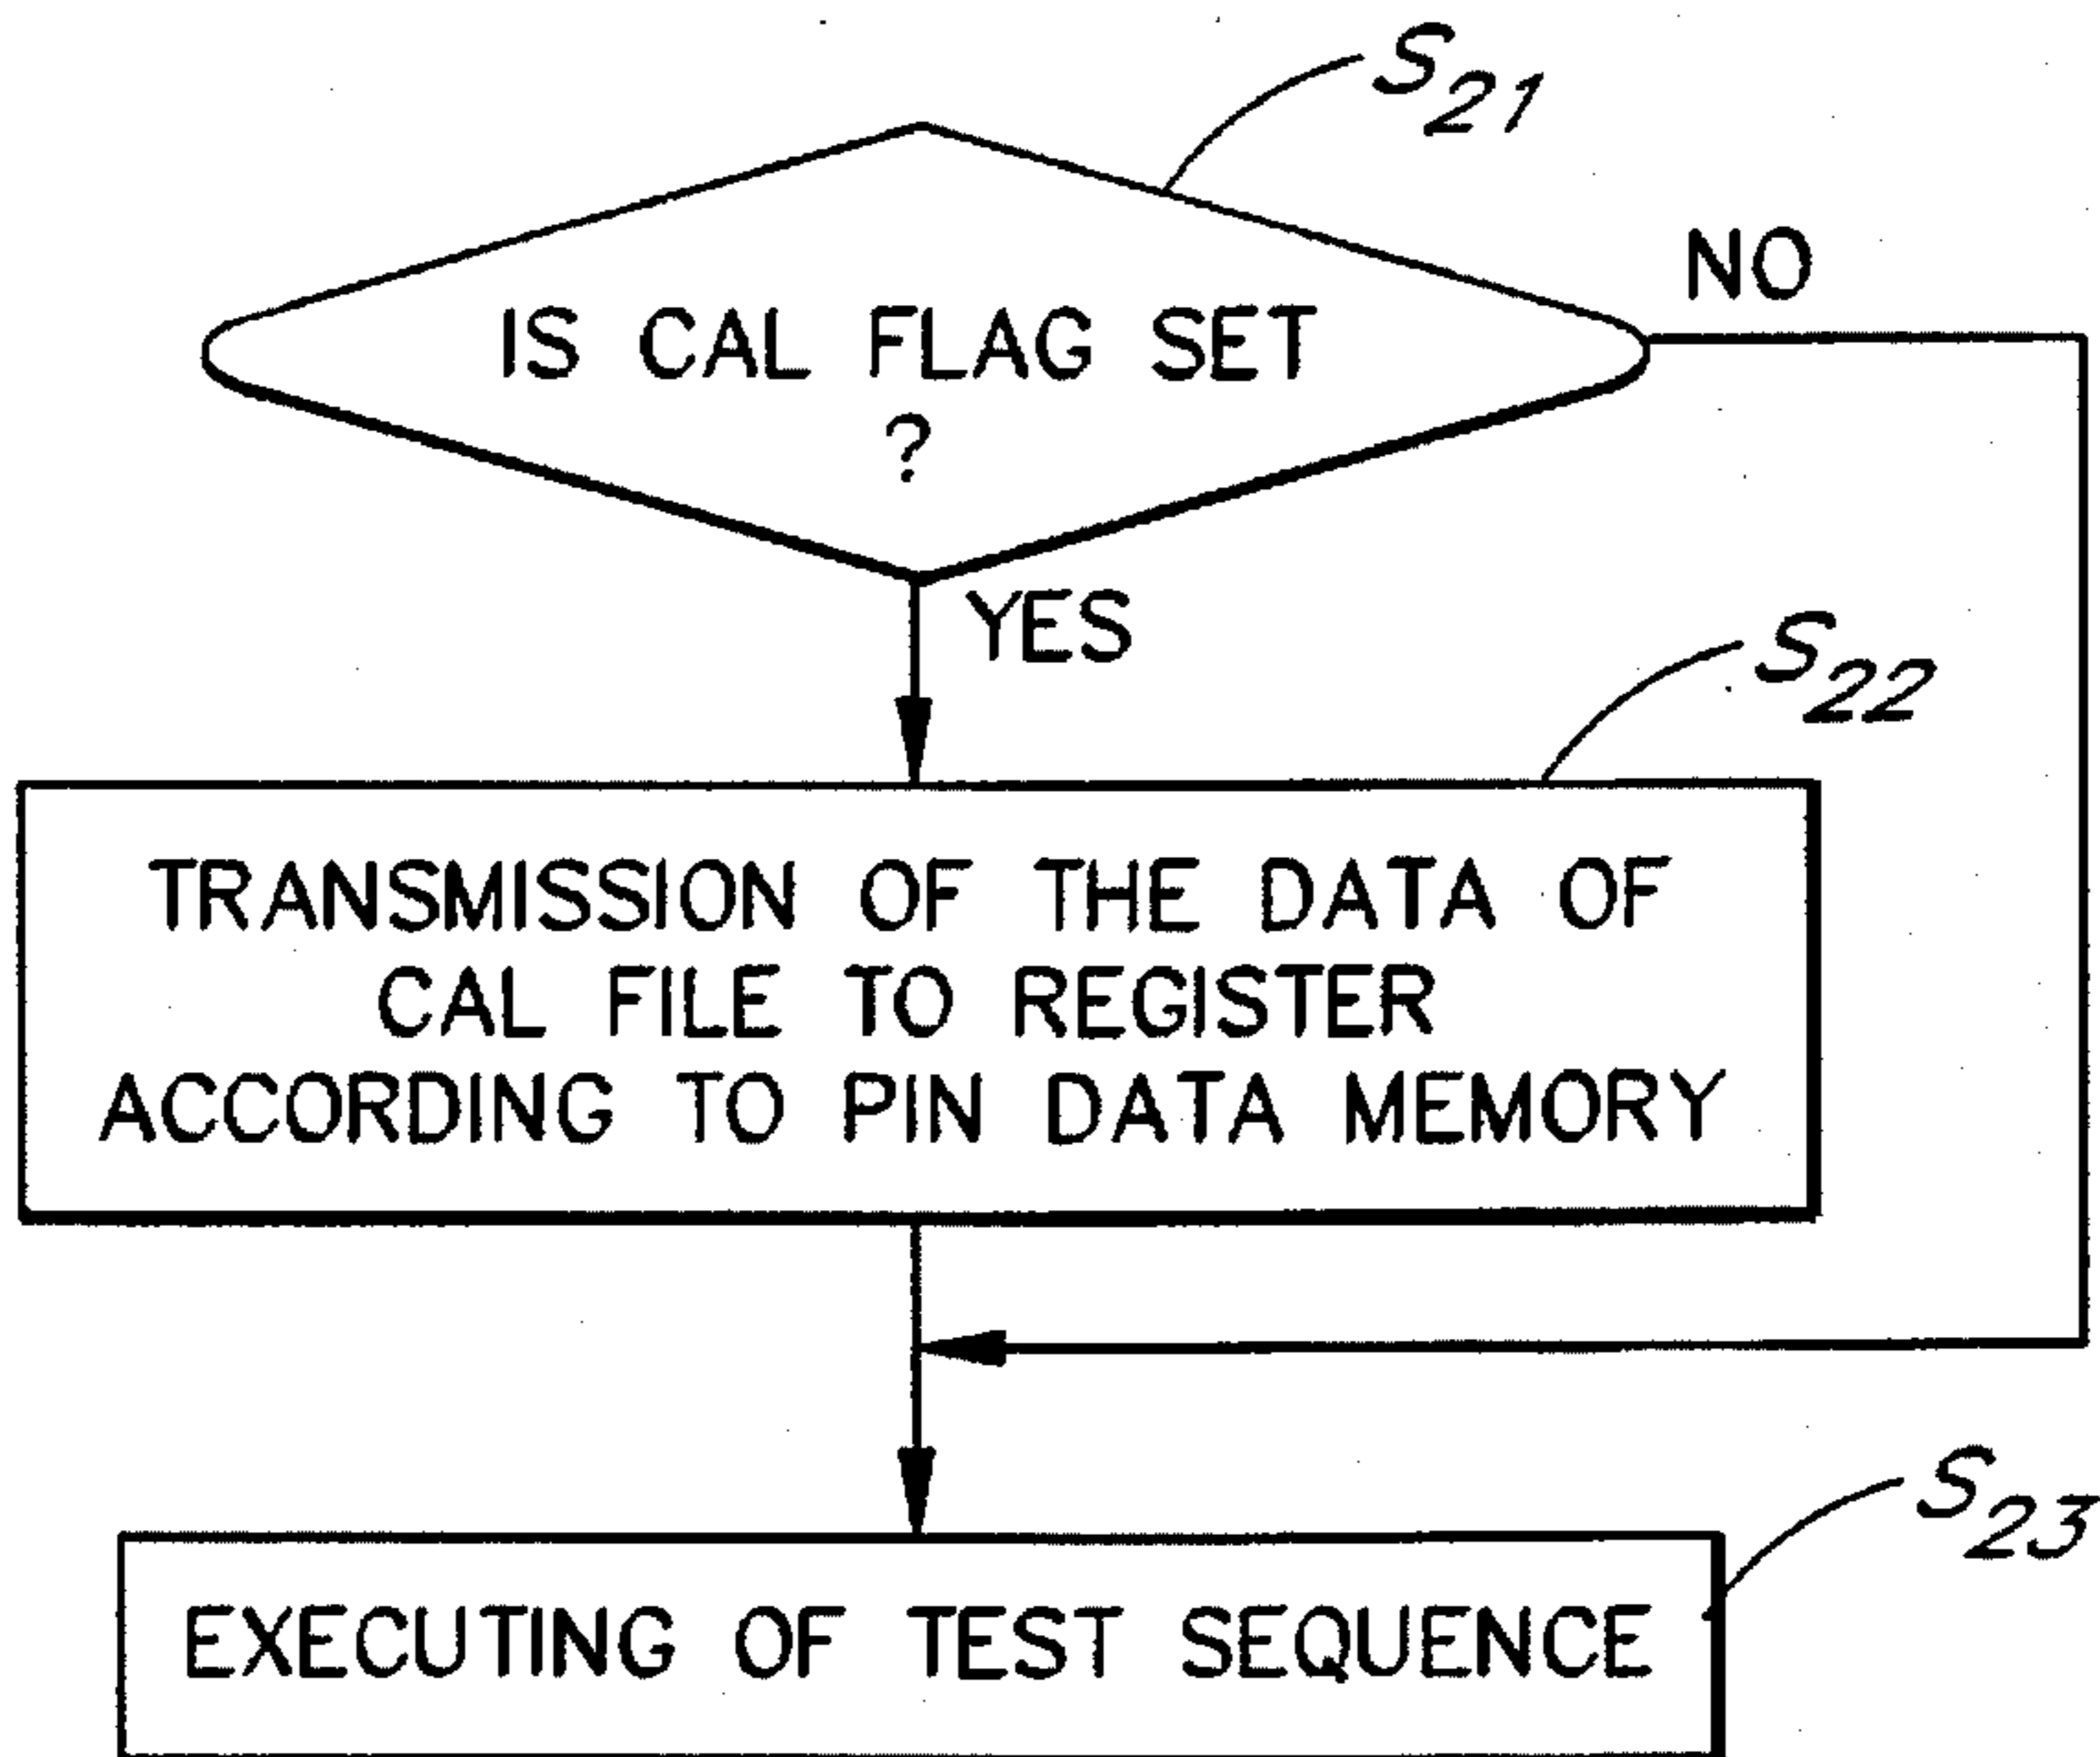 S21
IS CAL FLAG SET
?
NO
YES
S22
TRANSMISSION OF THE DATA OF
CAL FILE TO REGISTER
ACCORDING TO PIN DATA MEMORY
S23
EXECUTING OF TEST SEQUENCE